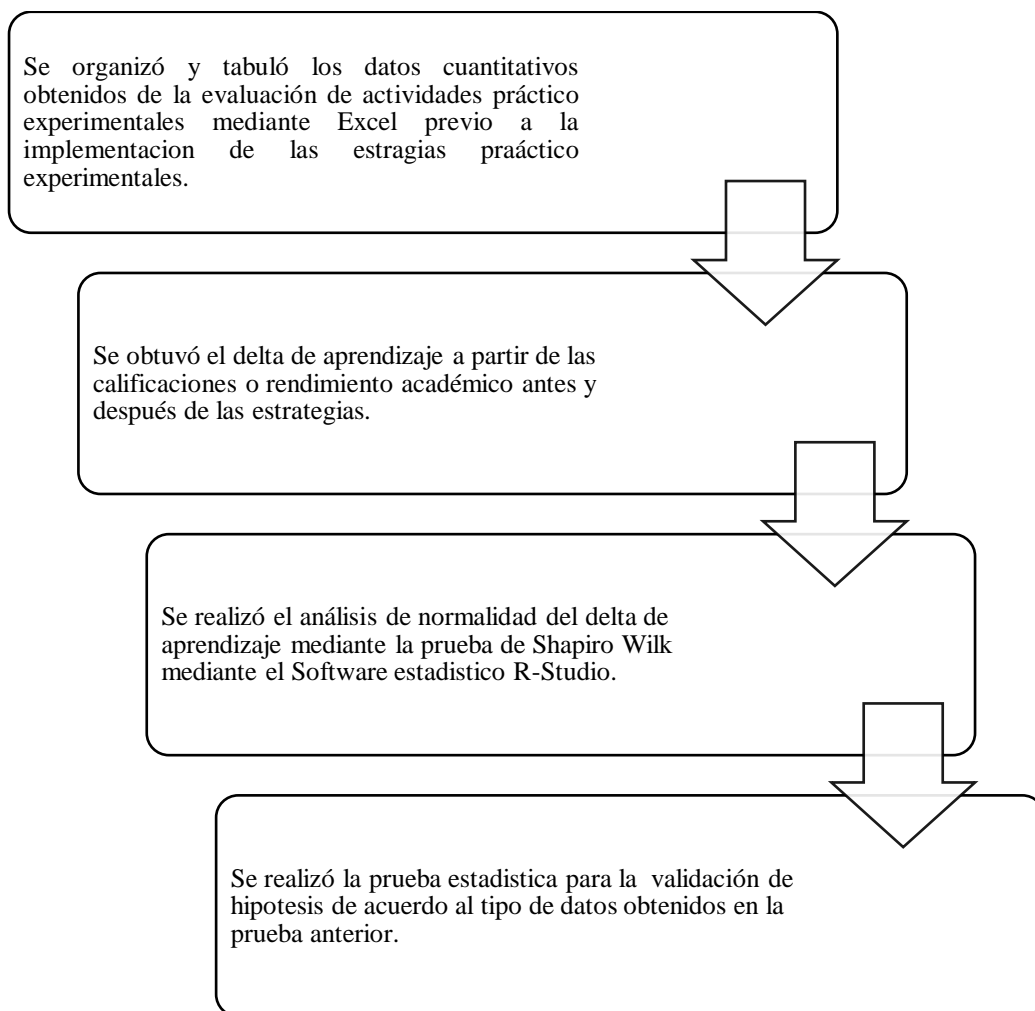 Se organizó y tabuló los datos cuantitativos
obtenidos de la evaluación de actividades práctico
experimentales mediante Excel previo a la
implementacion de las estragias praáctico
experimentales.
Se obtuvó el delta de aprendizaje a partir de las
calificaciones o rendimiento académico antes y
después de las estrategias.
Se realizó el análisis de normalidad del delta de
aprendizaje mediante la prueba de Shapiro Wilk
mediante el Software estadistico R-Studio.
Se realizó la prueba estadistica para la validación de
hipotesis de acuerdo al tipo de datos obtenidos en la
prueba anterior.